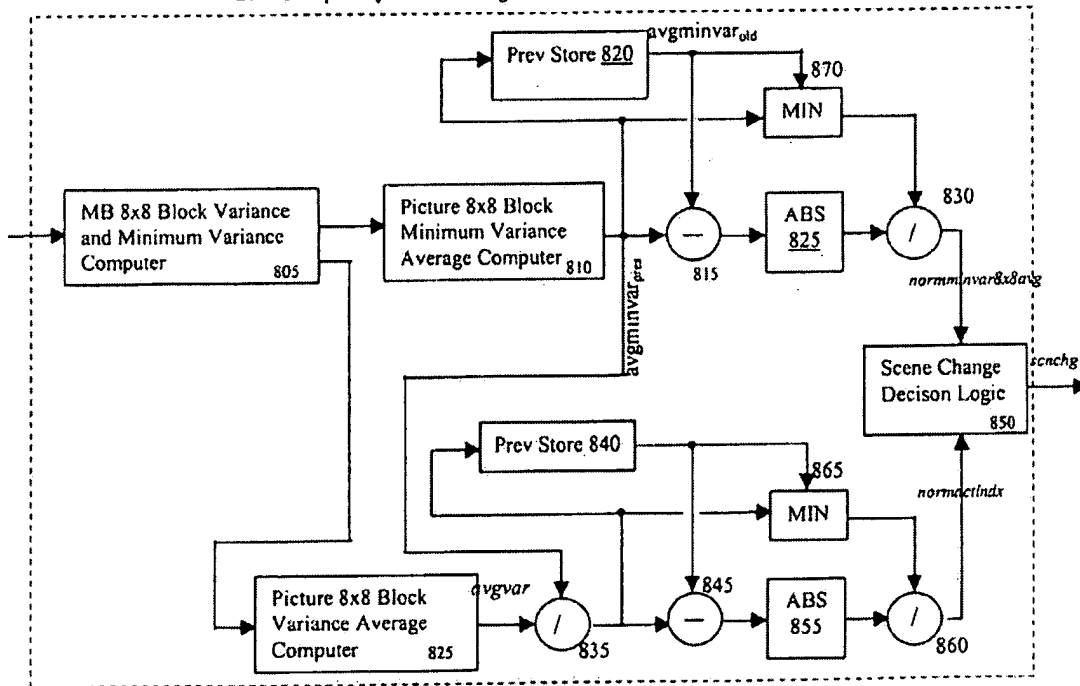 avgminvar_old
Prev Store 820
870
MIN
830
MB 8x8 Block Variance
and Minimum Variance
Computer
805
Picture 8x8 Block
Minimum Variance
Average Computer 810
—
815
ABS
825
/
normminvar8x8avg
avgminvar_pres
Scene Change
Decison Logic
850
scnchg
Prev Store 840
865
MIN
normactindx
Picture 8x8 Block
Variance Average
Computer 825
avgvar
/
835
—
845
ABS
855
/
860